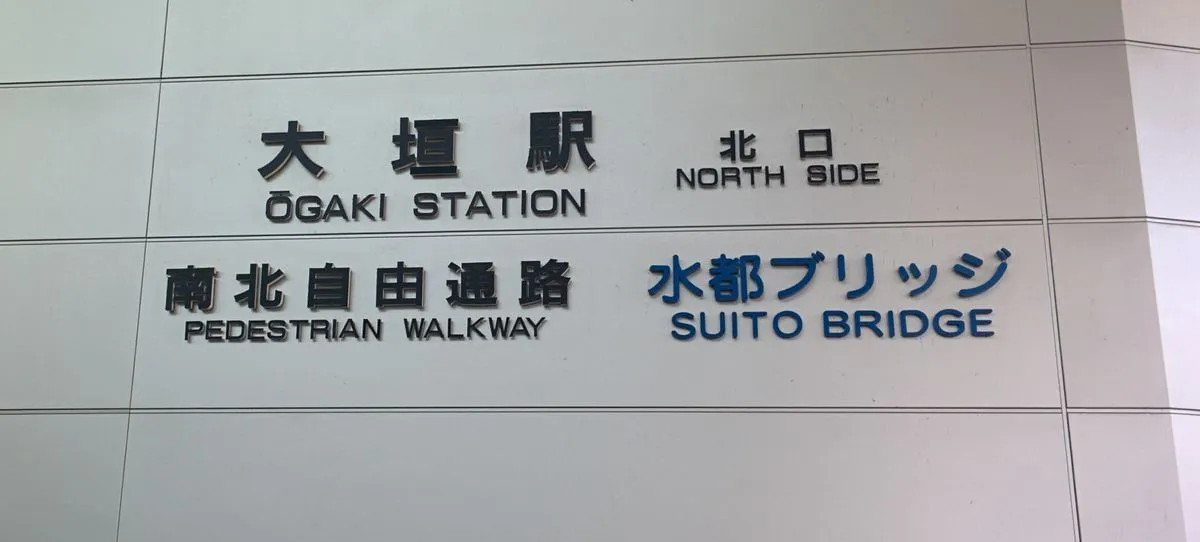 大垣駅 北口
ŌGAKI STATION NORTH SIDE
南北自由通路 水都ブリッジ
PEDESTRIAN WALKWAY SUITO BRIDGE